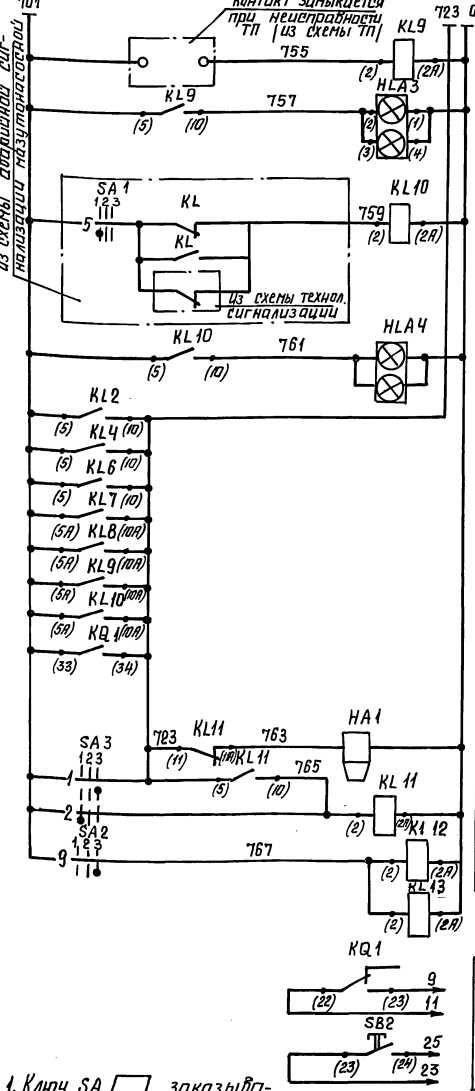 701
контакт замыкается
при неисправности
ТП (из схемы ТП)
723 0
755
KL9
(2) (2А)
HLA3
KL9
757
(5) (10)
(2) (1)
(3) (4)
из схемы аварийной сиг-
нализации мазутонасосной
SA1
1 2 3
5
KL
KL
759
KL10
(2) (2А)
из схемы технол.
сигнализации
KL10
761
(5) (10)
HLA4
KL2
(5) (10)
KL4
(5) (10)
KL6
(5) (10)
KL7
(5А) (10А)
KL8
(5А) (10А)
KL9
(5А) (10А)
KL10
(5А) (10А)
KQ1
(33) (34)
723
KL11
(11) (11А)
763
HA1
SA3
1 2 3
1
KL11
(5) (10)
765
2
KL11
(2) (2А)
SA2
1 2 3
9
767
KL12
(2) (2А)
KL13
(2) (2А)
KQ1
(22) (23)
9
11
SB2
(23) (24)
25
23
1. Ключ SA заказыва-